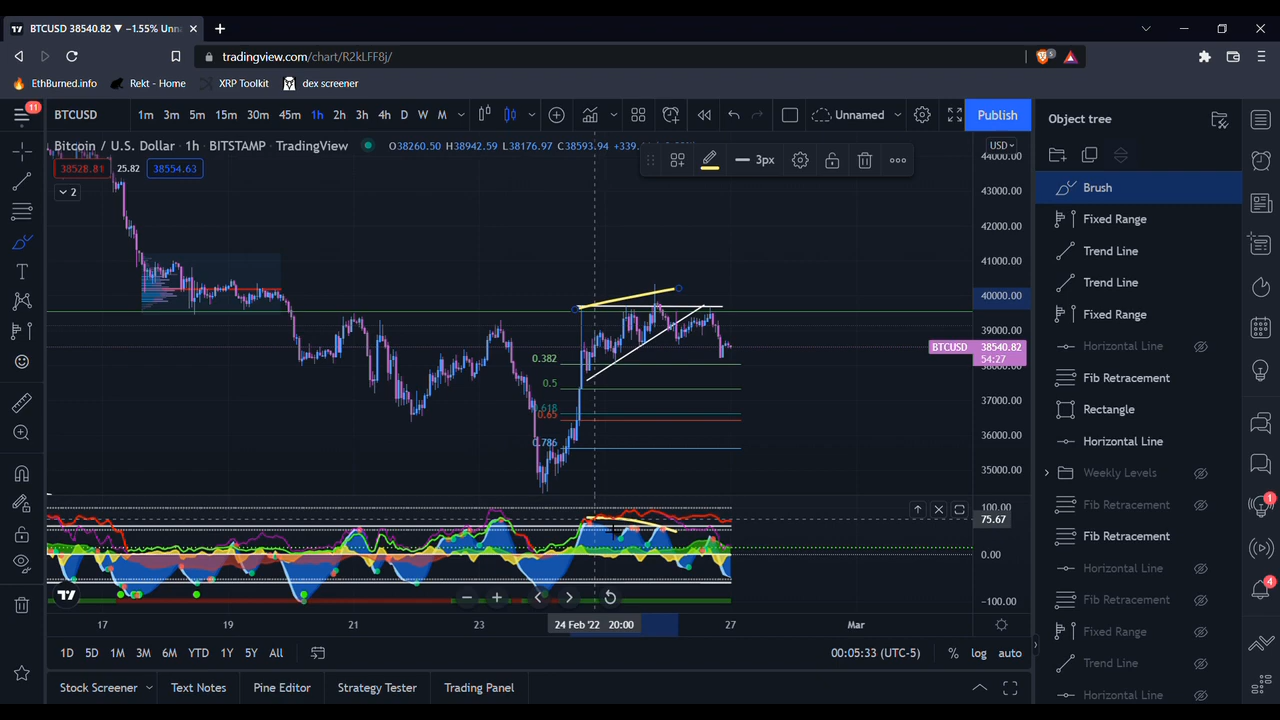 BTCUSD 38540.82 ▼ −1.55% Unna
tradingview.com/chart/R2kLFF8j/
5
EthBurned.info
Rekt - Home
XRP Toolkit
dex screener
11
BTCUSD
1m 3m 5m 15m 30m 45m 1h 2h 3h 4h D W M
Unnamed
Publish
Object tree
Bitcoin / U.S. Dollar · 1h · BITSTAMP · TradingView
O38260.50 H38942.59 L38176.97 C38593.94 +339.
USD
38528.81 25.82 38554.63
2
3px
44000.00
43000.00
42000.00
41000.00
40000.00
39000.00
BTCUSD 38540.82
54:27
38000.00
37000.00
36000.00
35000.00
0.382
0.5
0.618
0.65
0.786
100.00
75.67
0.00
−100.00
17 19 21 23 24 Feb '22 20:00 27 Mar
1D 5D 1M 3M 6M YTD 1Y 5Y All
00:05:33 (UTC-5)
% log auto
Stock Screener
Text Notes
Pine Editor
Strategy Tester
Trading Panel
Brush
Fixed Range
Trend Line
Trend Line
Fixed Range
Horizontal Line
Fib Retracement
Rectangle
Horizontal Line
Weekly Levels
Fib Retracement
Fib Retracement
Horizontal Line
Fib Retracement
Fixed Range
Trend Line
Horizontal Line
1
4